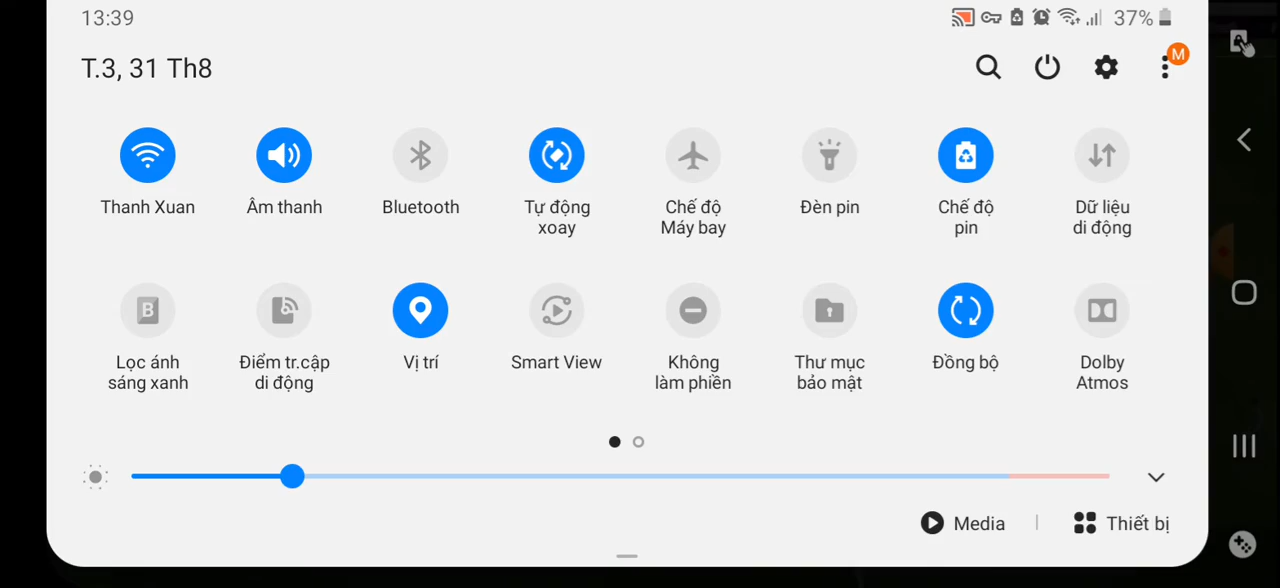 13:39
37%
T.3, 31 Th8
M
Thanh Xuan
Âm thanh
Bluetooth
Tự động
xoay
Chế độ
Máy bay
Đèn pin
Chế độ
pin
Dữ liệu
di động
B
Lọc ánh
sáng xanh
Điểm tr.cập
di động
Vị trí
Smart View
Không
làm phiền
Thư mục
bảo mật
Đồng bộ
Dolby
Atmos
Media
Thiết bị